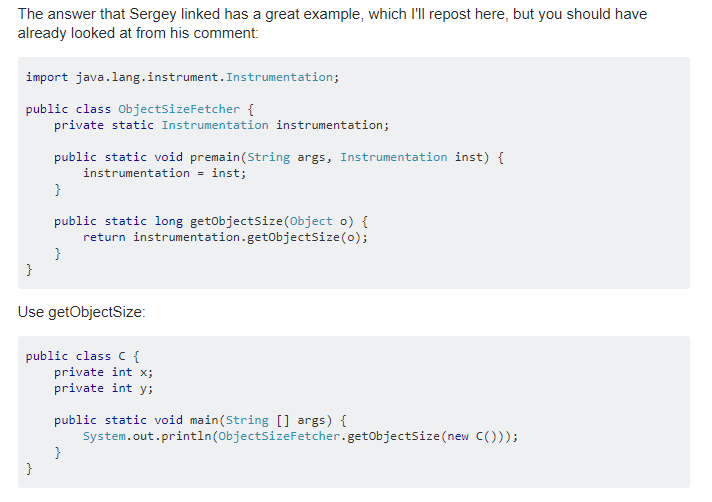 The answer that Sergey linked has a great example, which I'll repost here, but you should have
already looked at from his comment:
import java.lang.instrument.Instrumentation;
public class ObjectSizeFetcher {
    private static Instrumentation instrumentation;
    public static void premain(String args, Instrumentation inst) {
        instrumentation = inst;
    }
    public static long getObjectSize(Object o) {
        return instrumentation.getObjectSize(o);
    }
}
Use getObjectSize:
public class C {
    private int x;
    private int y;
    public static void main(String [] args) {
        System.out.println(ObjectSizeFetcher.getObjectSize(new C()));
    }
}